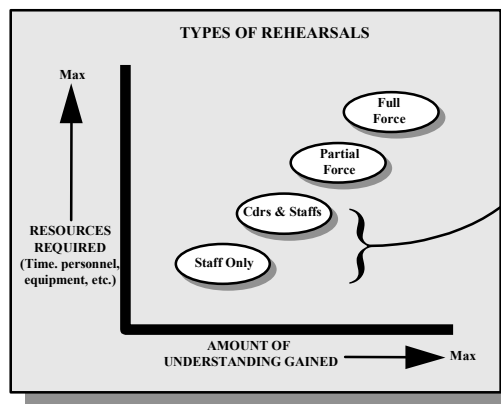 TYPES OF REHEARSALS
Max
Full
Force
Partial
Force
Cdrs & Staffs
RESOURCES
REQUIRED
(Time. personnel,
equipment, etc.)
Staff Only
AMOUNT OF
UNDERSTANDING GAINED
Max